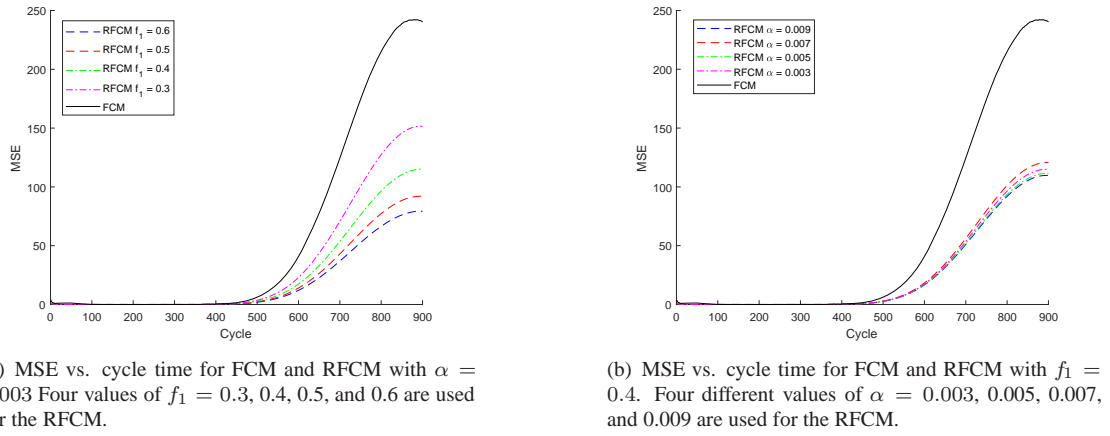 250
200
150
100
50
0
MSE
0 100 200 300 400 500 600 700 800 900
Cycle
RFCM f1 = 0.6
RFCM f1 = 0.5
RFCM f1 = 0.4
RFCM f1 = 0.3
FCM
) MSE vs. cycle time for FCM and RFCM with α =
003 Four values of f1 = 0.3, 0.4, 0.5, and 0.6 are used
r the RFCM.
250
200
150
100
50
0
MSE
0 100 200 300 400 500 600 700 800 900
Cycle
RFCM α = 0.009
RFCM α = 0.007
RFCM α = 0.005
RFCM α = 0.003
FCM
(b) MSE vs. cycle time for FCM and RFCM with f1 =
0.4. Four different values of α = 0.003, 0.005, 0.007,
and 0.009 are used for the RFCM.